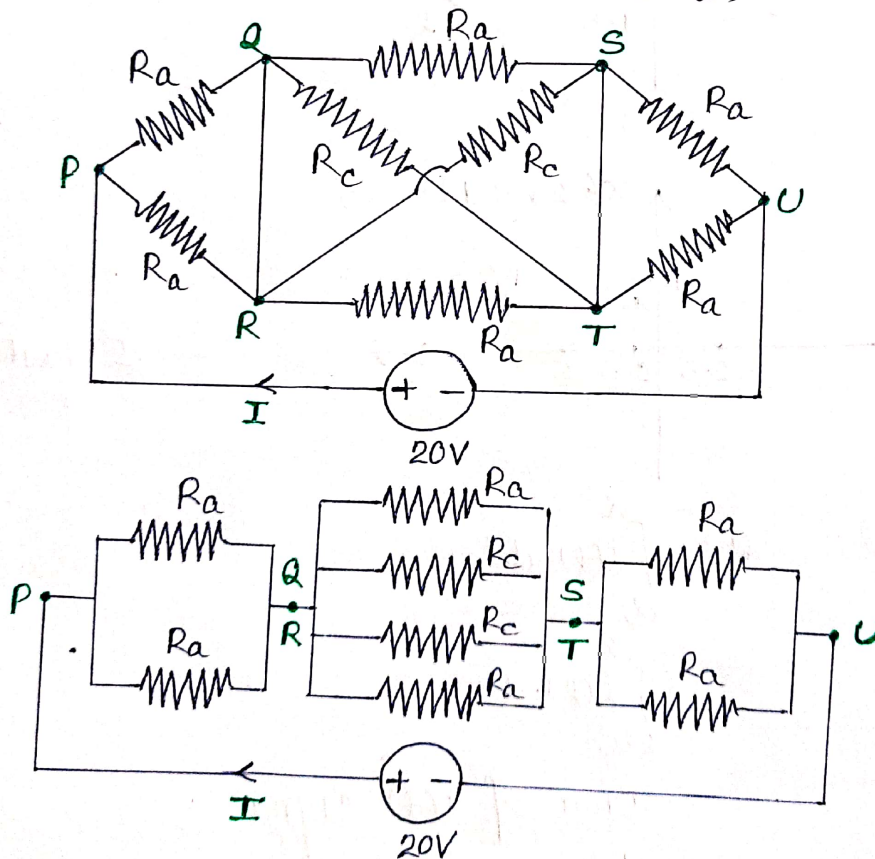 Q Ra S
Ra Ra
P Rc Rc U
Ra Ra
R Ra T
I + −
20V
Ra Ra Ra
Rc
P Q S U
R T
Ra Rc Ra
Ra
I + −
20V